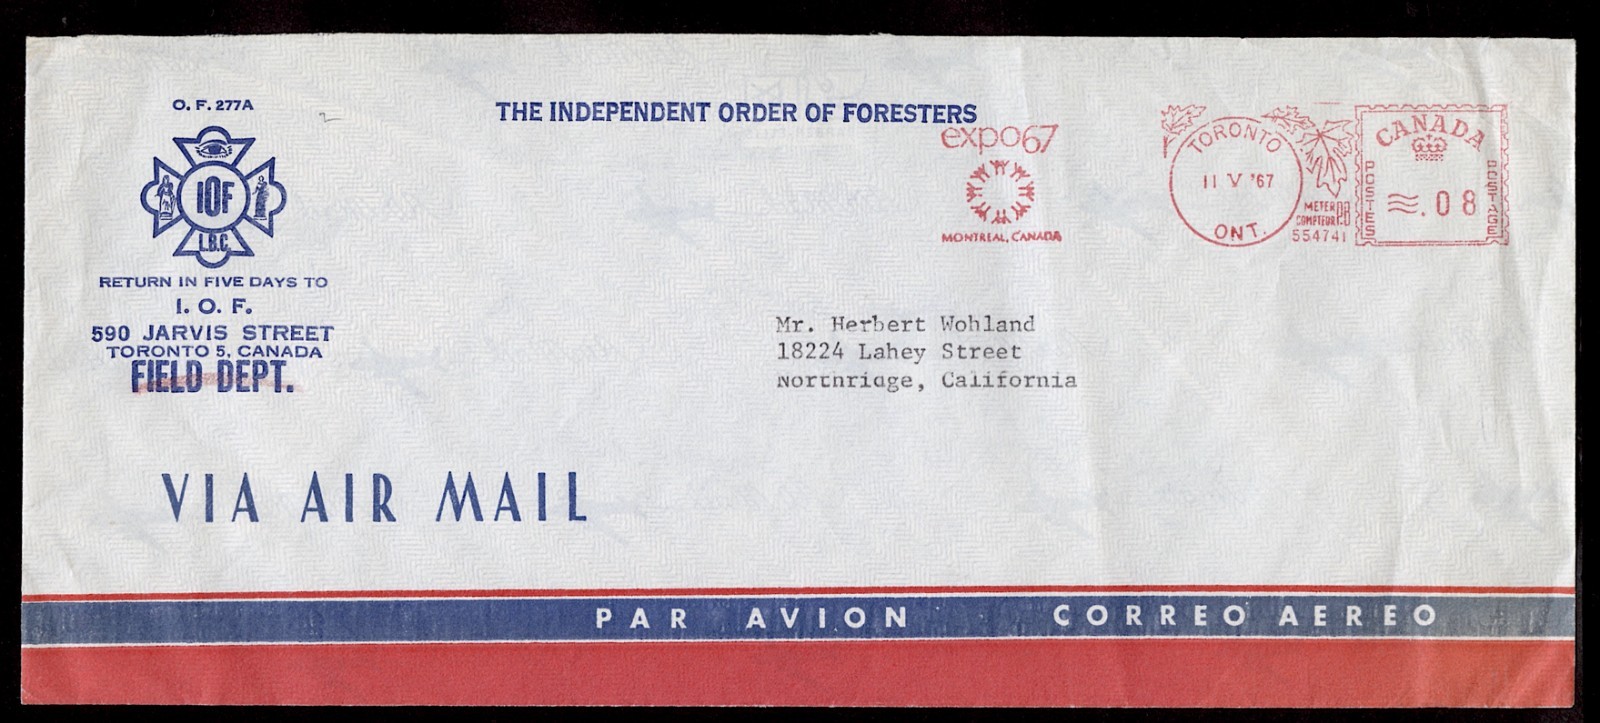 O. F. 277A
THE INDEPENDENT ORDER OF FORESTERS
IOF
L.B.C.
RETURN IN FIVE DAYS TO
I. O. F.
590 JARVIS STREET
TORONTO 5, CANADA
FIELD DEPT.
expo67
MONTREAL, CANADA
TORONTO
11 V '67
ONT.
METER
COMPTEUR
554741
CANADA
POSTES
.08
POSTAGE
Mr. Herbert Wohland
18224 Lahey Street
Northridge, California
VIA AIR MAIL
PAR AVION CORREO AEREO